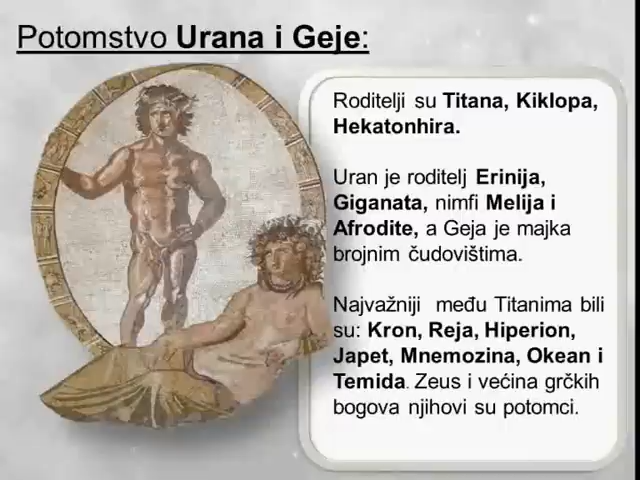 Potomstvo Urana i Geje:
Roditelji su Titana, Kiklopa,
Hekatonhira.
Uran je roditelj Erinija,
Giganata, nimfi Melija i
Afrodite, a Geja je majka
brojnim čudovištima.
Najvažniji među Titanima bili
su: Kron, Reja, Hiperion,
Japet, Mnemozina, Okean i
Temida. Zeus i većina grčkih
bogova njihovi su potomci.